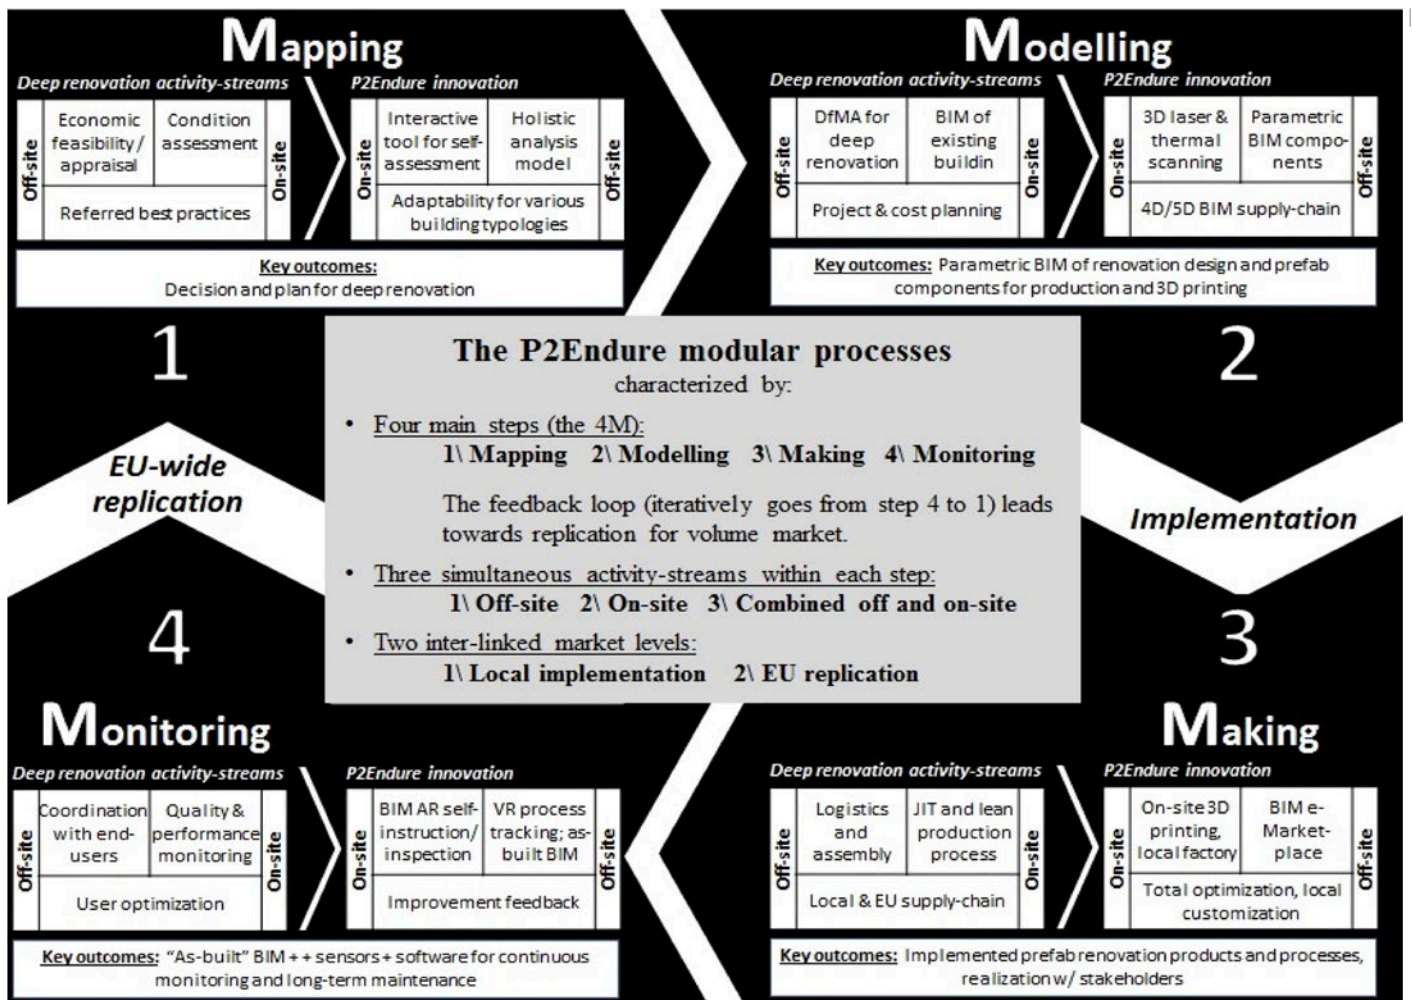 Mapping
Deep renovation activity-streams
P2Endure innovation
Off-site
Economic
feasibility /
appraisal
Condition
assessment
On-site
Referred best practices
On-site
Interactive
tool for self-
assessment
Holistic
analysis
model
Off-site
Adaptability for various
building typologies
Key outcomes:
Decision and plan for deep renovation
1
Modelling
Deep renovation activity-streams
P2Endure innovation
Off-site
DfMA for
deep
renovation
BIM of
existing
buildin
On-site
Project & cost planning
On-site
3D laser &
thermal
scanning
Parametric
BIM compo-
nents
Off-site
4D/5D BIM supply-chain
Key outcomes: Parametric BIM of renovation design and prefab
components for production and 3D printing
2
The P2Endure modular processes
characterized by:
• Four main steps (the 4M):
1\ Mapping 2\ Modelling 3\ Making 4\ Monitoring
The feedback loop (iteratively goes from step 4 to 1) leads
towards replication for volume market.
• Three simultaneous activity-streams within each step:
1\ Off-site 2\ On-site 3\ Combined off and on-site
• Two inter-linked market levels:
1\ Local implementation 2\ EU replication
EU-wide
replication
Implementation
4
Monitoring
Deep renovation activity-streams
P2Endure innovation
Off-site
Coordination
with end-
users
Quality &
performance
monitoring
On-site
User optimization
On-site
BIM AR self-
instruction/
inspection
VR process
tracking; as-
built BIM
Off-site
Improvement feedback
Key outcomes: "As-built" BIM ++ sensors + software for continuous
monitoring and long-term maintenance
3
Making
Deep renovation activity-streams
P2Endure innovation
Off-site
Logistics
and
assembly
JIT and lean
production
process
On-site
Local & EU supply-chain
On-site
On-site 3D
printing,
local factory
BIM e-
Market-
place
Off-site
Total optimization, local
customization
Key outcomes: Implemented prefab renovation products and processes,
realization w/ stakeholders